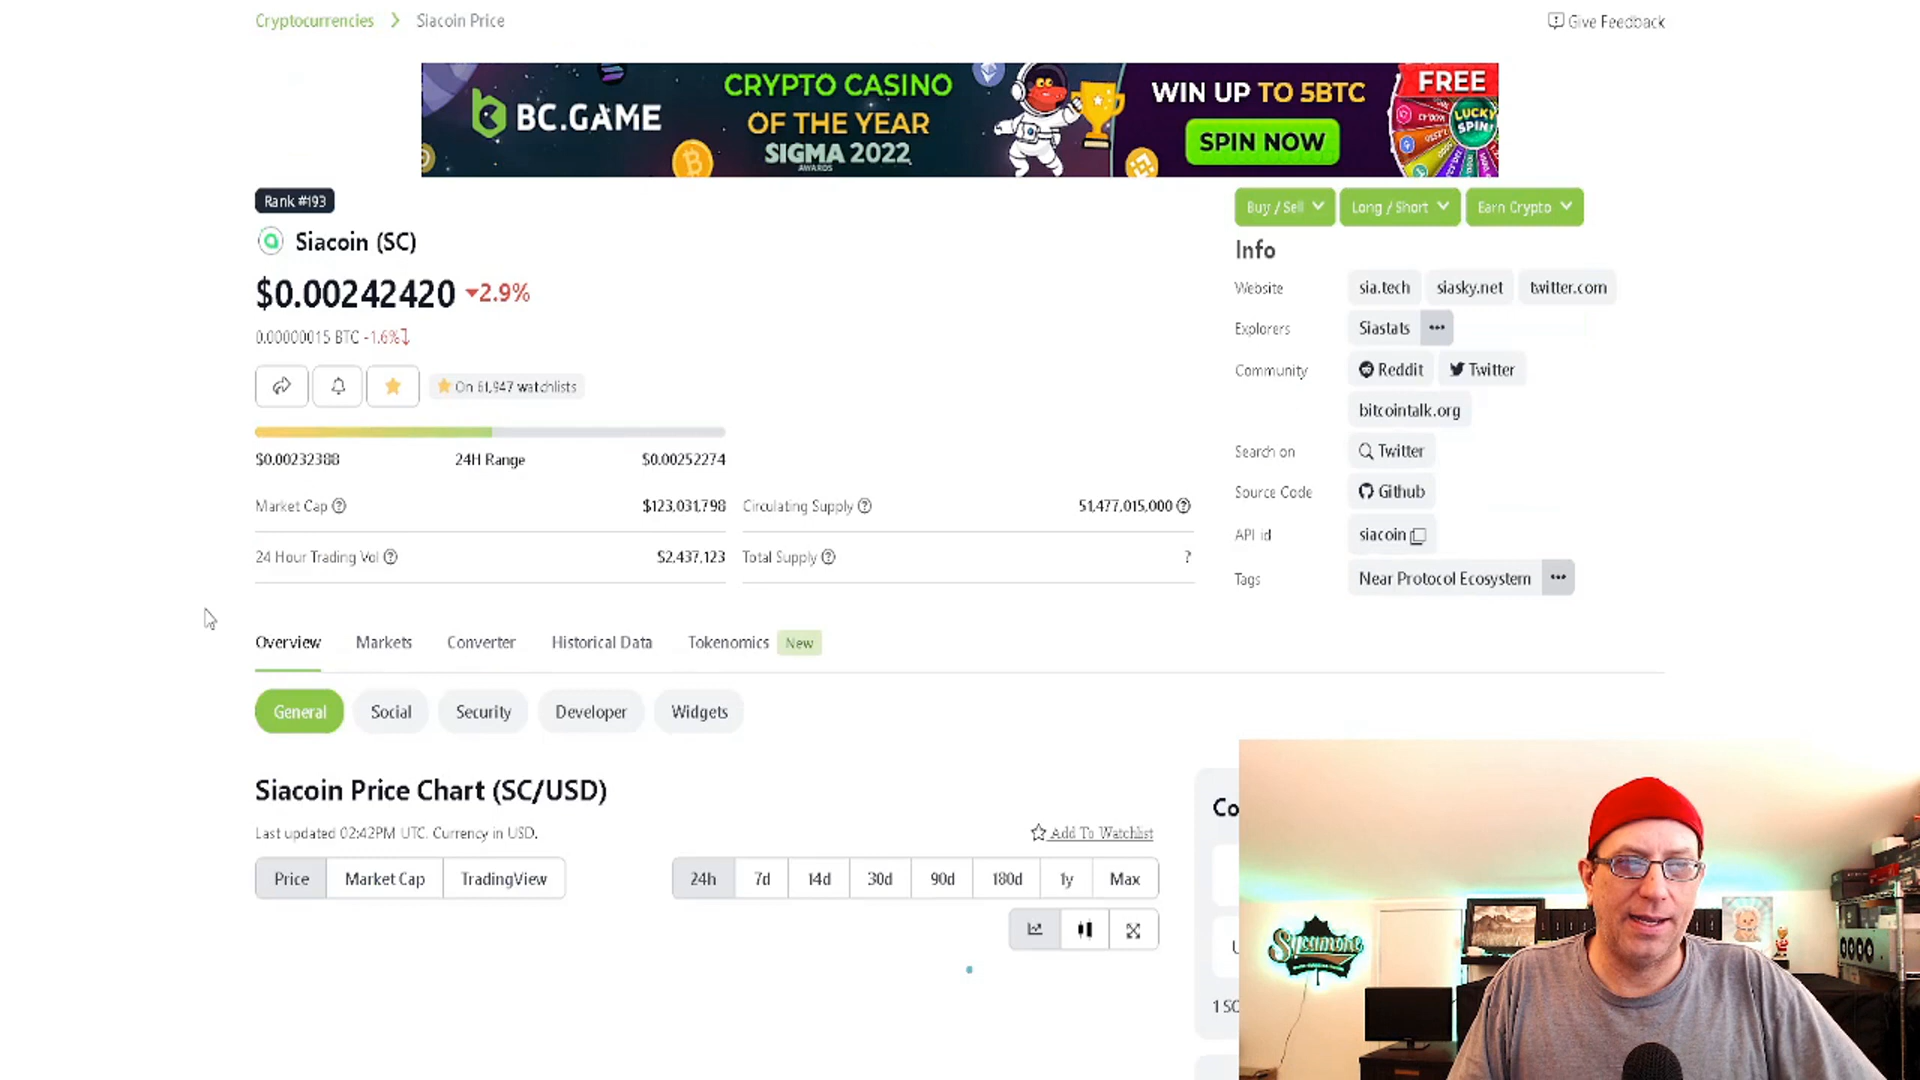 Cryptocurrencies > Siacoin Price
Give Feedback
BC.GAME
CRYPTO CASINO
OF THE YEAR
SIGMA 2022
AWARDS
WIN UP TO 5BTC
SPIN NOW
FREE
LUCKY
SPIN!
Rank #193
Siacoin (SC)
$0.00242420 2.9%
0.00000015 BTC -1.6%
On 61,947 watchlists
$0.00232388 24H Range $0.00252274
Market Cap $123,031,798
Circulating Supply 51,477,015,000
24 Hour Trading Vol $2,437,123
Total Supply ?
Buy / Sell Long / Short Earn Crypto
Info
Website sia.tech siasky.net twitter.com
Explorers Siastats •••
Community Reddit Twitter
bitcointalk.org
Search on Twitter
Source Code Github
API id siacoin
Tags Near Protocol Ecosystem •••
Overview Markets Converter Historical Data Tokenomics New
General Social Security Developer Widgets
Siacoin Price Chart (SC/USD)
Last updated 02:42PM UTC. Currency in USD.
Add To Watchlist
Price Market Cap TradingView
24h 7d 14d 30d 90d 180d 1y Max
Co
1 SC
Sycamore